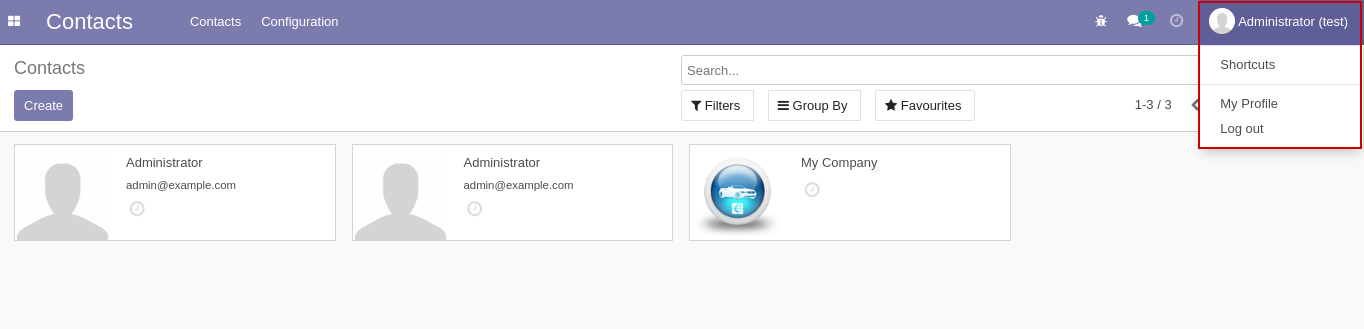 Contacts Contacts Configuration 1 Administrator (test)
Contacts
Search...
Shortcuts
Create
Filters Group By Favourites 1-3 / 3
My Profile
Log out
Administrator
admin@example.com
Administrator
admin@example.com
My Company